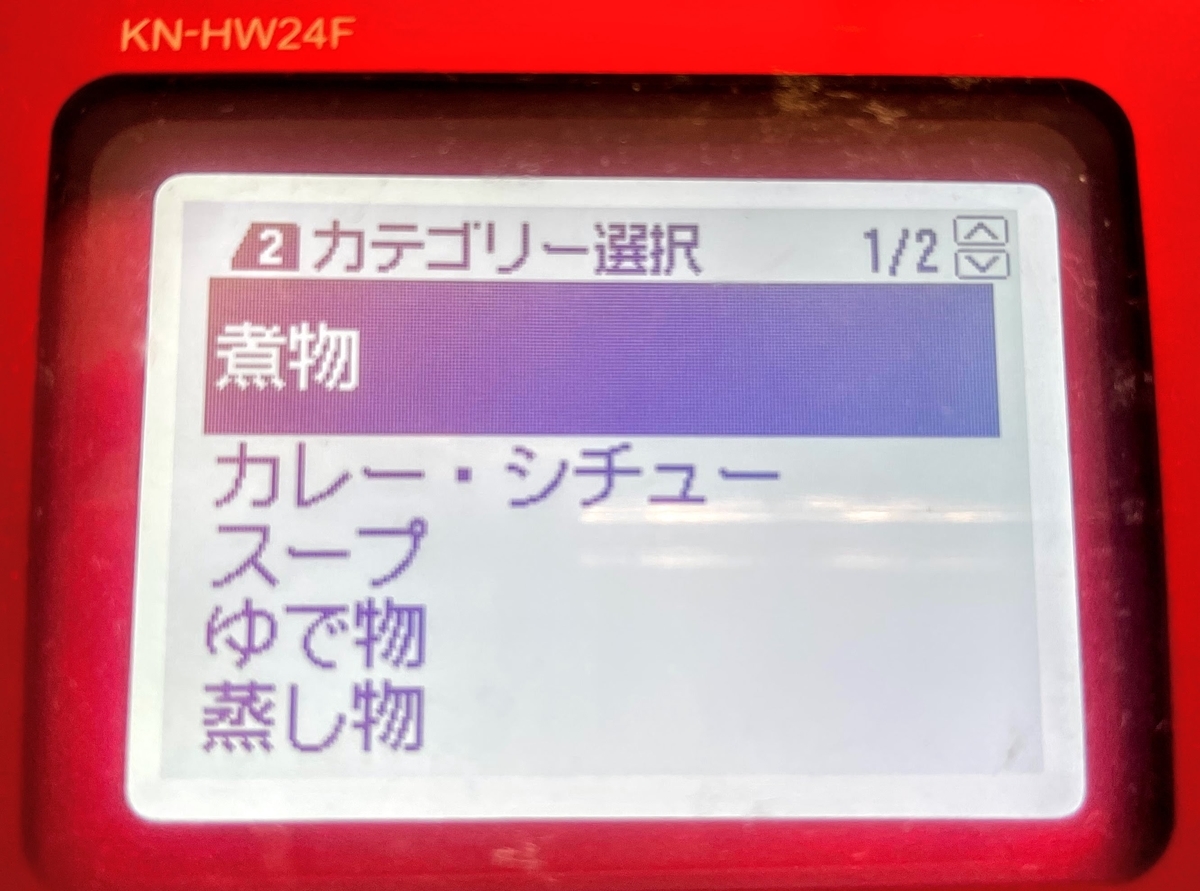 KN-HW24F
2 カテゴリー選択 1/2
煮物
カレー・シチュー
スープ
ゆで物
蒸し物